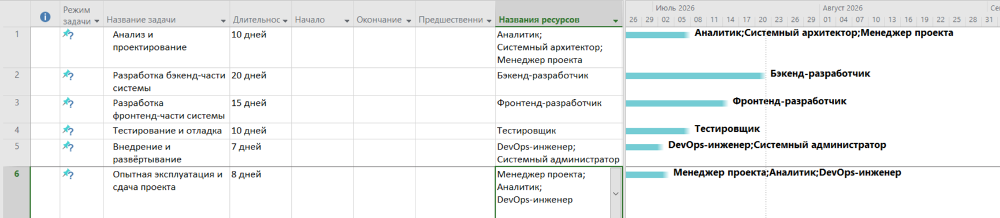 Режим задачи Название задачи Длительнос Начало Окончание Предшественни Названия ресурсов
Июль 2026 Август 2026 Се
26 29 02 05 08 11 14 17 20 23 26 29 01 04 07 10 13 16 19 22 25 28 31
1 Анализ и 10 дней Аналитик; Аналитик;Системный архитектор;Менеджер проекта
проектирование Системный архитектор;
Менеджер проекта
2 Разработка бэкенд-части 20 дней Бэкенд-разработчик Бэкенд-разработчик
системы
3 Разработка 15 дней Фронтенд-разработчик Фронтенд-разработчик
фронтенд-части системы
4 Тестирование и отладка 10 дней Тестировщик Тестировщик
5 Внедрение и 7 дней DevOps-инженер; DevOps-инженер;Системный администратор
развёртывание Системный администратор
6 Опытная эксплуатация и 8 дней Менеджер проекта; Менеджер проекта;Аналитик;DevOps-инженер
сдача проекта Аналитик;
DevOps-инженер